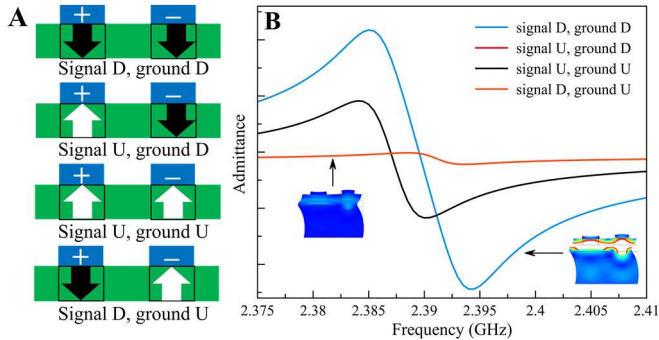 A
+ −
Signal D, ground D
+
Signal U, ground D
+ −
Signal U, ground U
+ −
Signal D, ground U
B
signal D, ground D
signal U, ground D
signal U, ground U
signal D, ground U
Admittance
2.375 2.38 2.385 2.39 2.395 2.4 2.405 2.41
Frequency (GHz)